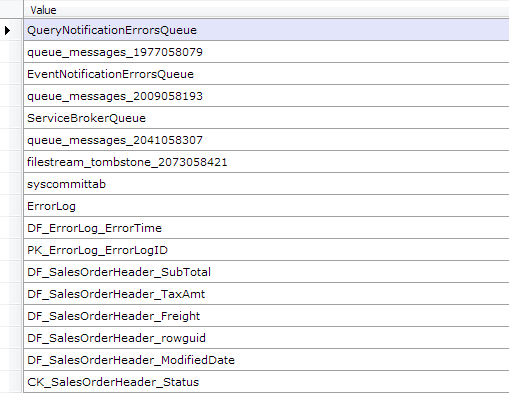 Value
QueryNotificationErrorsQueue
queue_messages_1977058079
EventNotificationErrorsQueue
queue_messages_2009058193
ServiceBrokerQueue
queue_messages_2041058307
filestream_tombstone_2073058421
syscommittab
ErrorLog
DF_ErrorLog_ErrorTime
PK_ErrorLog_ErrorLogID
DF_SalesOrderHeader_SubTotal
DF_SalesOrderHeader_TaxAmt
DF_SalesOrderHeader_Freight
DF_SalesOrderHeader_rowguid
DF_SalesOrderHeader_ModifiedDate
CK_SalesOrderHeader_Status